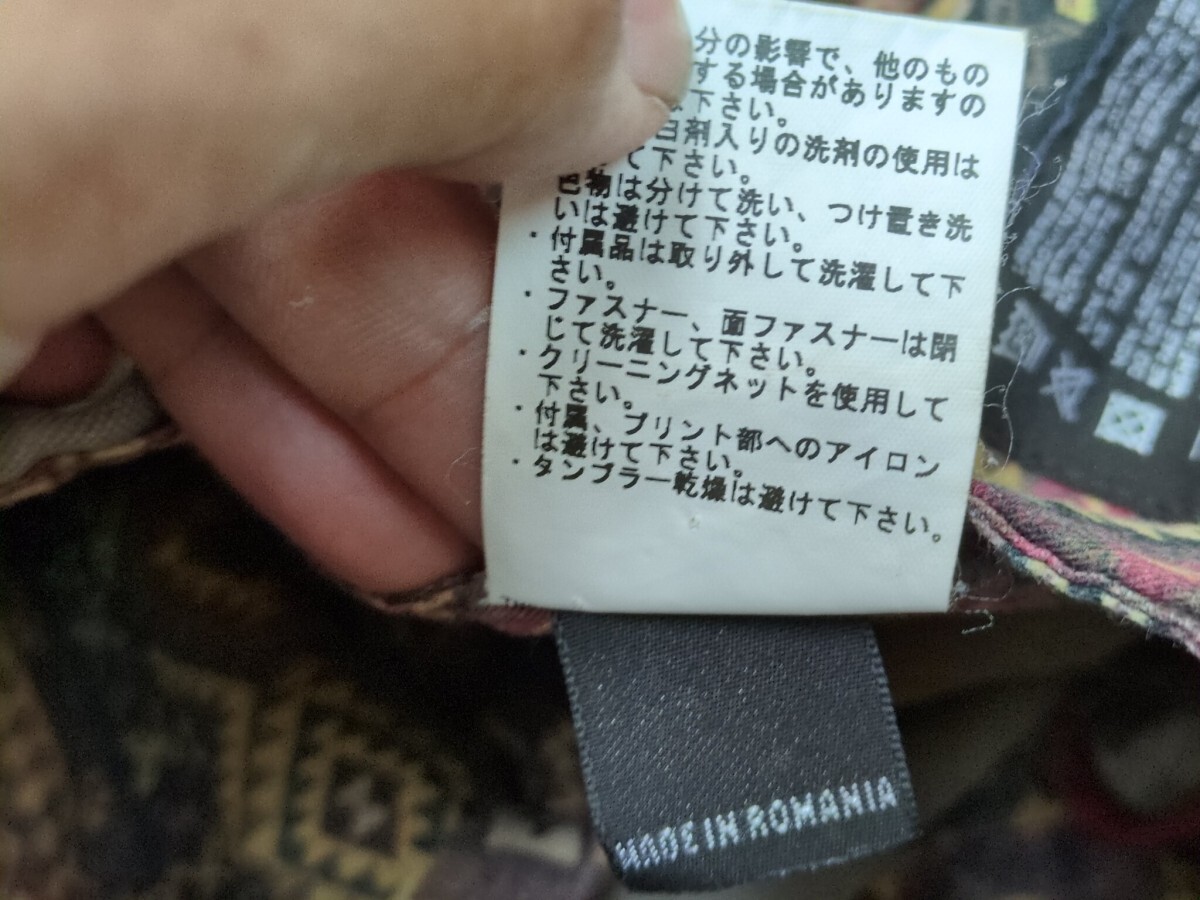 分の影響で、他のもの
する場合がありますの
下さい。
白剤入りの洗剤の使用は
て下さい。
色物は分けて洗い、つけ置き洗
いは避けて下さい。
・付属品は取り外して洗濯して下
さい。
・ファスナー、面ファスナーは閉
じて洗濯して下さい。
・クリーニングネットを使用して
下さい。
・付属、プリント部へのアイロン
は避けて下さい。
・タンブラー乾燥は避けて下さい。
MADE IN ROMANIA